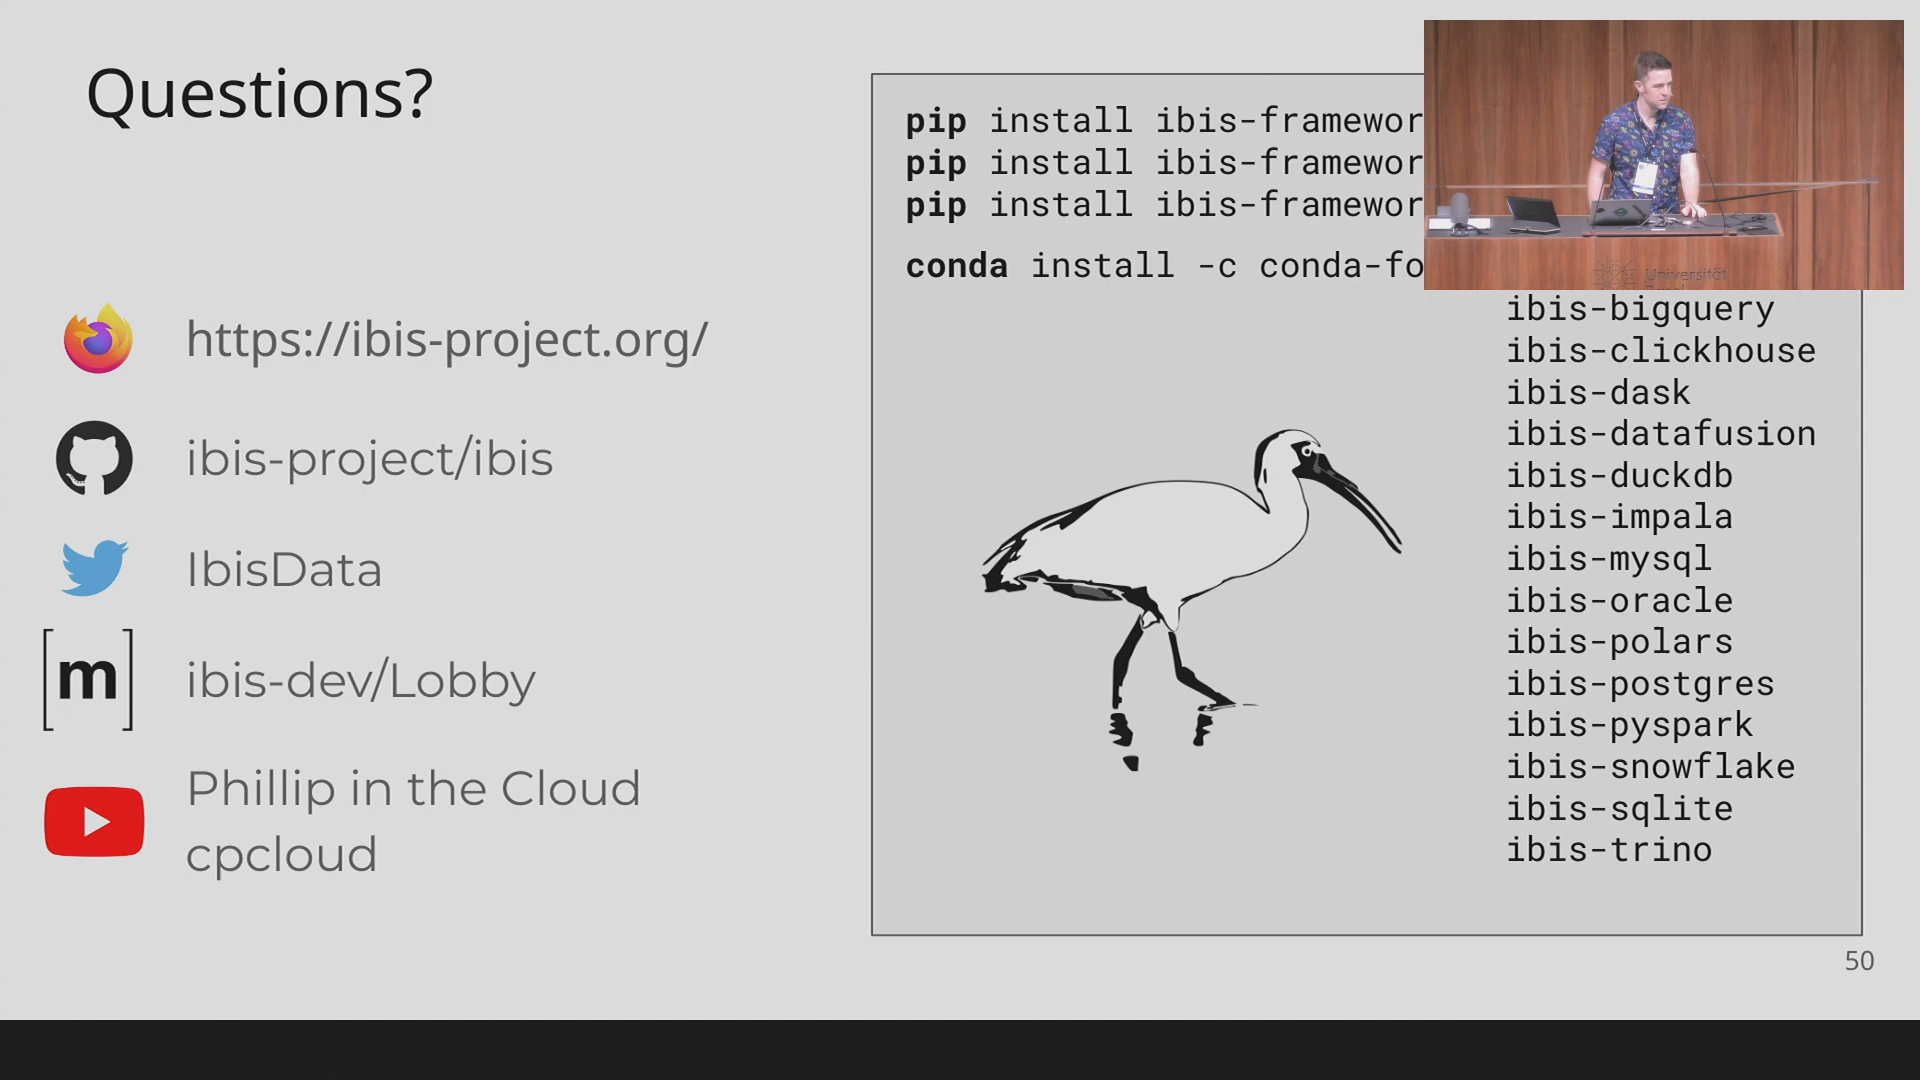 Questions?
https://ibis-project.org/
ibis-project/ibis
IbisData
[m]
ibis-dev/Lobby
Phillip in the Cloud
cpcloud
pip install ibis-framewor
pip install ibis-framewor
pip install ibis-framewor
conda install -c conda-fo
ibis-bigquery
ibis-clickhouse
ibis-dask
ibis-datafusion
ibis-duckdb
ibis-impala
ibis-mysql
ibis-oracle
ibis-polars
ibis-postgres
ibis-pyspark
ibis-snowflake
ibis-sqlite
ibis-trino
Universität
50